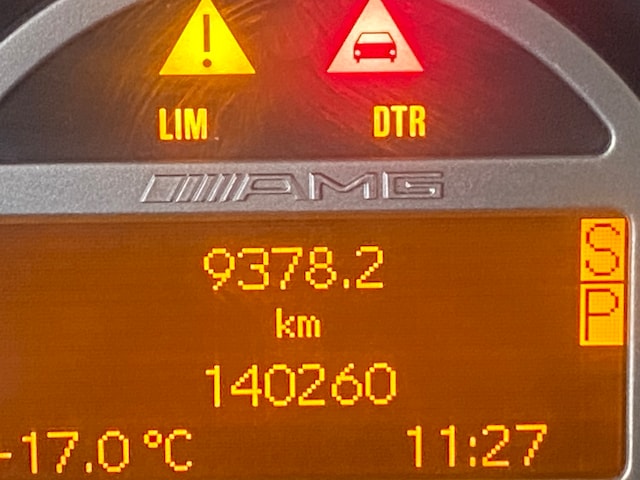 LIM DTR
AMG
9378.2 S
km P
140260
-17.0 °C 11:27